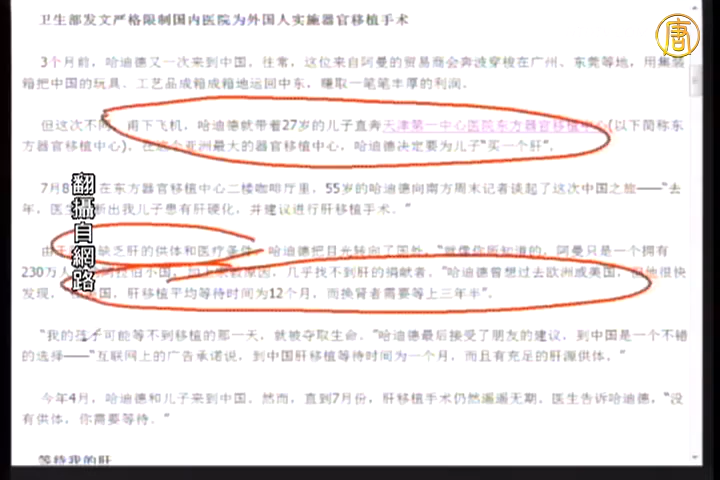 唐
卫生部发文严格限制国内医院为外国人实施器官移植手术
3个月前，哈迪德又一次来到中国，往常，这位来自阿曼的贸易商会奔波穿梭在广州、东莞等地，用集装
箱把中国的玩具、工艺品成箱成箱地运回中东，赚取一笔笔丰厚的利润。
但这次不同，甫下飞机，哈迪德就带着27岁的儿子直奔天津第一中心医院东方器官移植中心(以下简称东
方器官移植中心)，在这个亚洲最大的器官移植中心，哈迪德决定要为儿子“买一个肝”。
7月8 在东方器官移植中心二楼咖啡厅里，55岁的哈迪德向南方周末记者谈起了这次中国之旅——“去
年，医生 断出我儿子患有肝硬化，并建议进行肝移植手术。”
由 缺乏肝的供体和医疗条件 哈迪德把目光转向了国外，“就像你所知道的，阿曼只是一个拥有
230万人 阿拉伯小国，加上宗教原因，几乎找不到肝的捐献者。”哈迪德曾想过去欧洲或美国，但他很快
发现， 国，肝移植平均等待时间为12个月，而换肾者需要等上三年半”。
“我的孩子可能等不到移植的那一天，就被夺取生命。”哈迪德最后接受了朋友的建议，到中国是一个不错
的选择——“互联网上的广告承诺说，到中国肝移植等待时间为一个月，而且有充足的肝源供体。”
今年4月，哈迪德和儿子来到中国。然而，直到7月份，肝移植手术仍然遥遥无期。医生告诉哈迪德，“没
有供体，你需要等待。”
等待我的肝
翻攝自網路